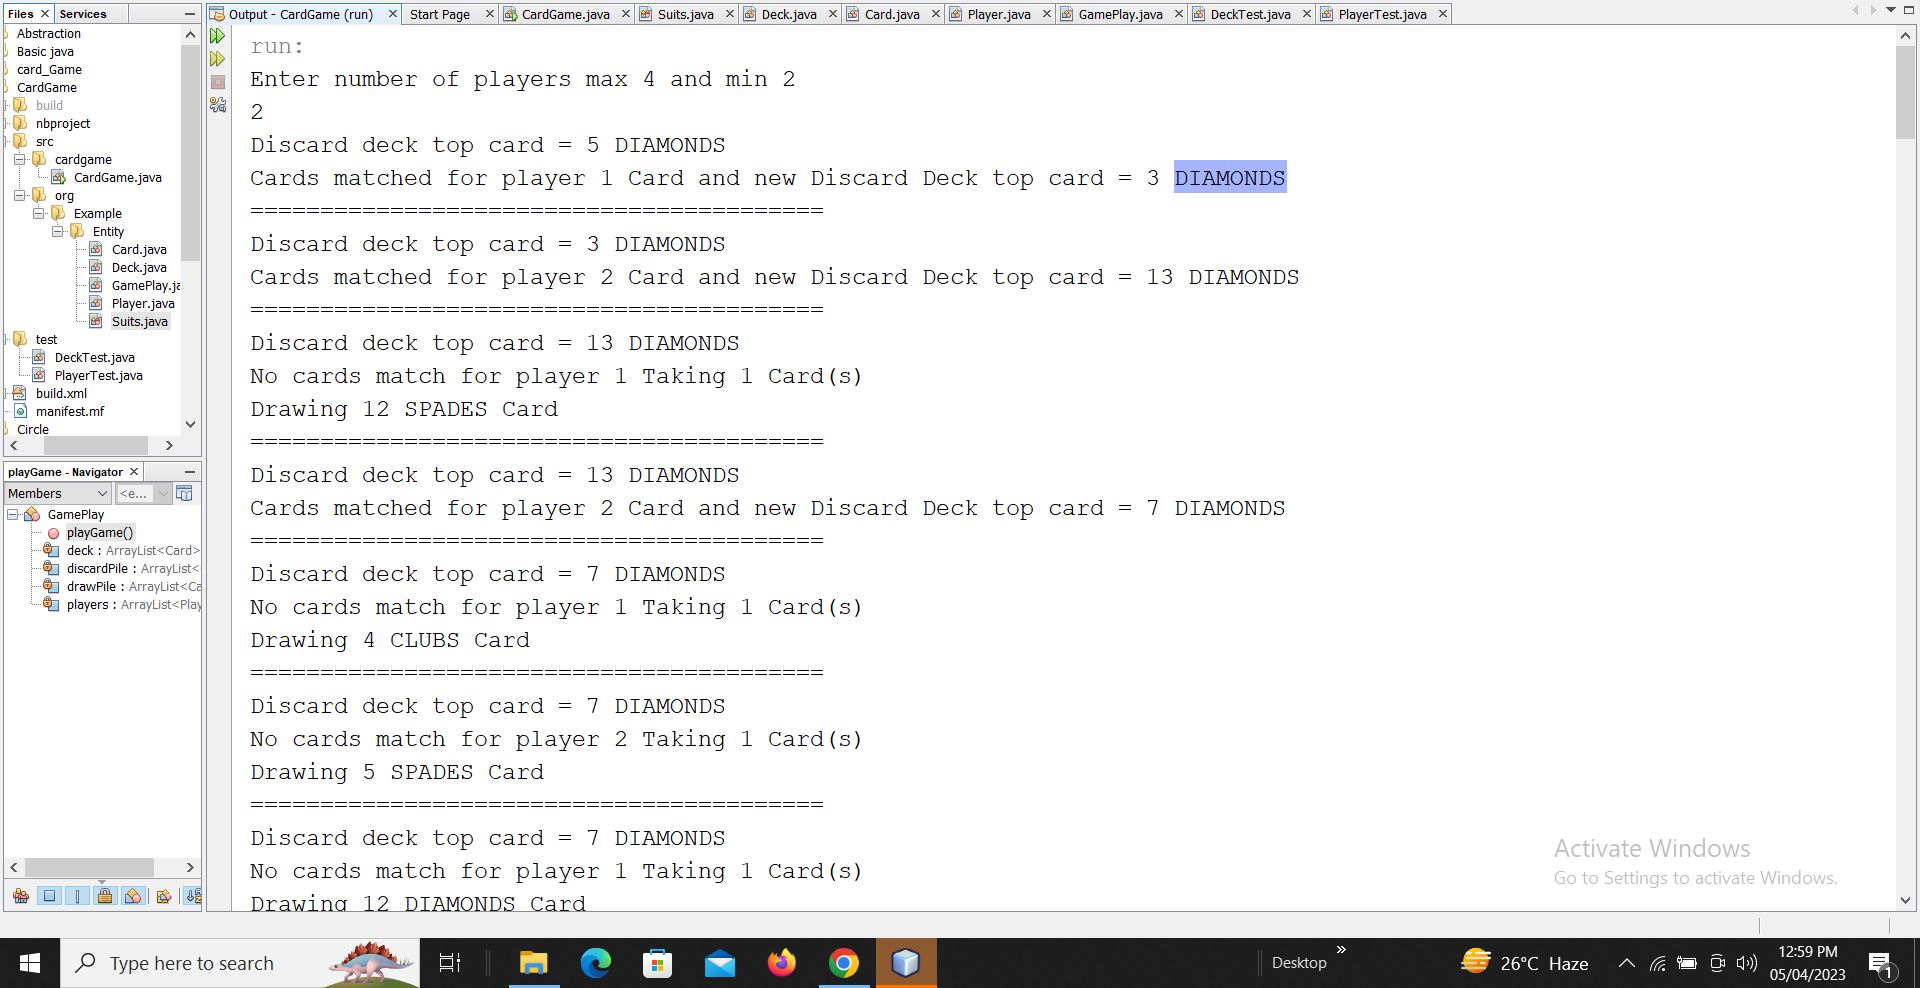 Files
Services
Abstraction
Basic java
card_Game
CardGame
build
nbproject
src
cardgame
CardGame.java
org
Example
Entity
Card.java
Deck.java
GamePlay.ja
Player.java
Suits.java
test
DeckTest.java
PlayerTest.java
build.xml
manifest.mf
Circle
playGame - Navigator
Members
<e...
GamePlay
playGame()
deck : ArrayList<Card>
discardPile : ArrayList<
drawPile : ArrayList<Ca
players : ArrayList<Play
Output - CardGame (run) Start Page CardGame.java Suits.java Deck.java Card.java Player.java GamePlay.java DeckTest.java PlayerTest.java
run:
Enter number of players max 4 and min 2
2
Discard deck top card = 5 DIAMONDS
Cards matched for player 1 Card and new Discard Deck top card = 3 DIAMONDS
=========================================
Discard deck top card = 3 DIAMONDS
Cards matched for player 2 Card and new Discard Deck top card = 13 DIAMONDS
=========================================
Discard deck top card = 13 DIAMONDS
No cards match for player 1 Taking 1 Card(s)
Drawing 12 SPADES Card
=========================================
Discard deck top card = 13 DIAMONDS
Cards matched for player 2 Card and new Discard Deck top card = 7 DIAMONDS
=========================================
Discard deck top card = 7 DIAMONDS
No cards match for player 1 Taking 1 Card(s)
Drawing 4 CLUBS Card
=========================================
Discard deck top card = 7 DIAMONDS
No cards match for player 2 Taking 1 Card(s)
Drawing 5 SPADES Card
=========================================
Discard deck top card = 7 DIAMONDS
No cards match for player 1 Taking 1 Card(s)
Drawing 12 DIAMONDS Card
Activate Windows
Go to Settings to activate Windows.
Type here to search
Desktop
26°C Haze
12:59 PM
05/04/2023
1